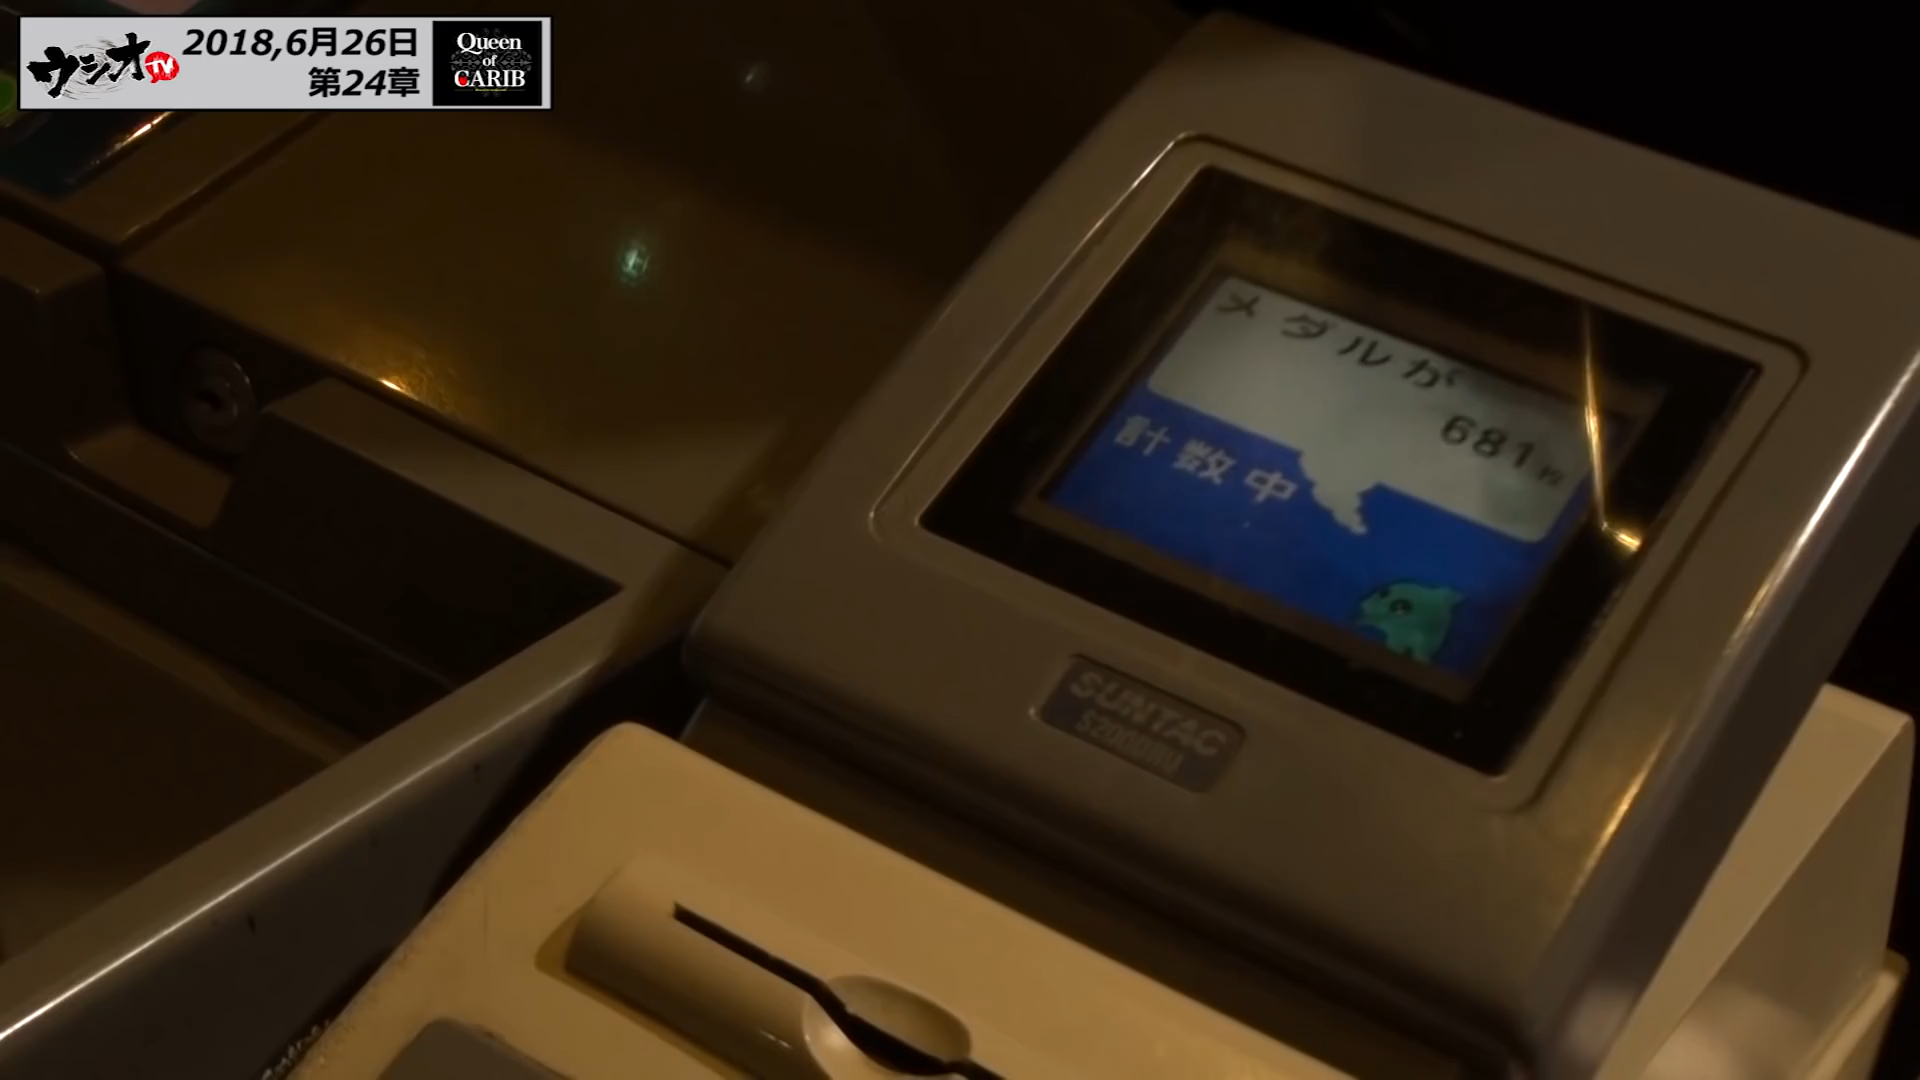 ウシオTV
2018,6月26日
第24章
Queen
of
CARIB
メダルが
681枚
計数中
SUNTAC